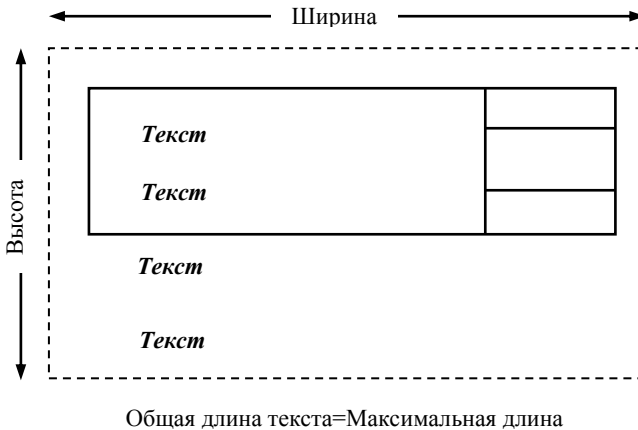 Ширина
Высота
Текст
Текст
Текст
Текст
Общая длина текста=Максимальная длина